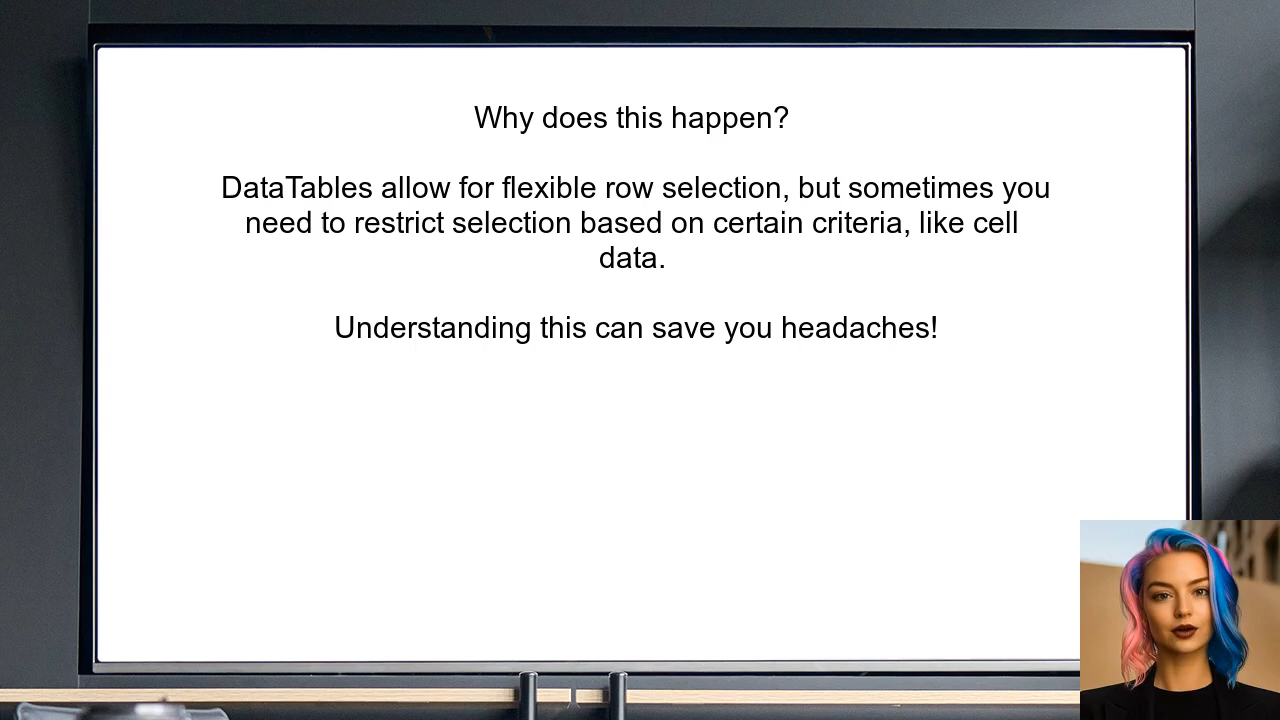 Why does this happen?
DataTables allow for flexible row selection, but sometimes you
need to restrict selection based on certain criteria, like cell
data.
Understanding this can save you headaches!